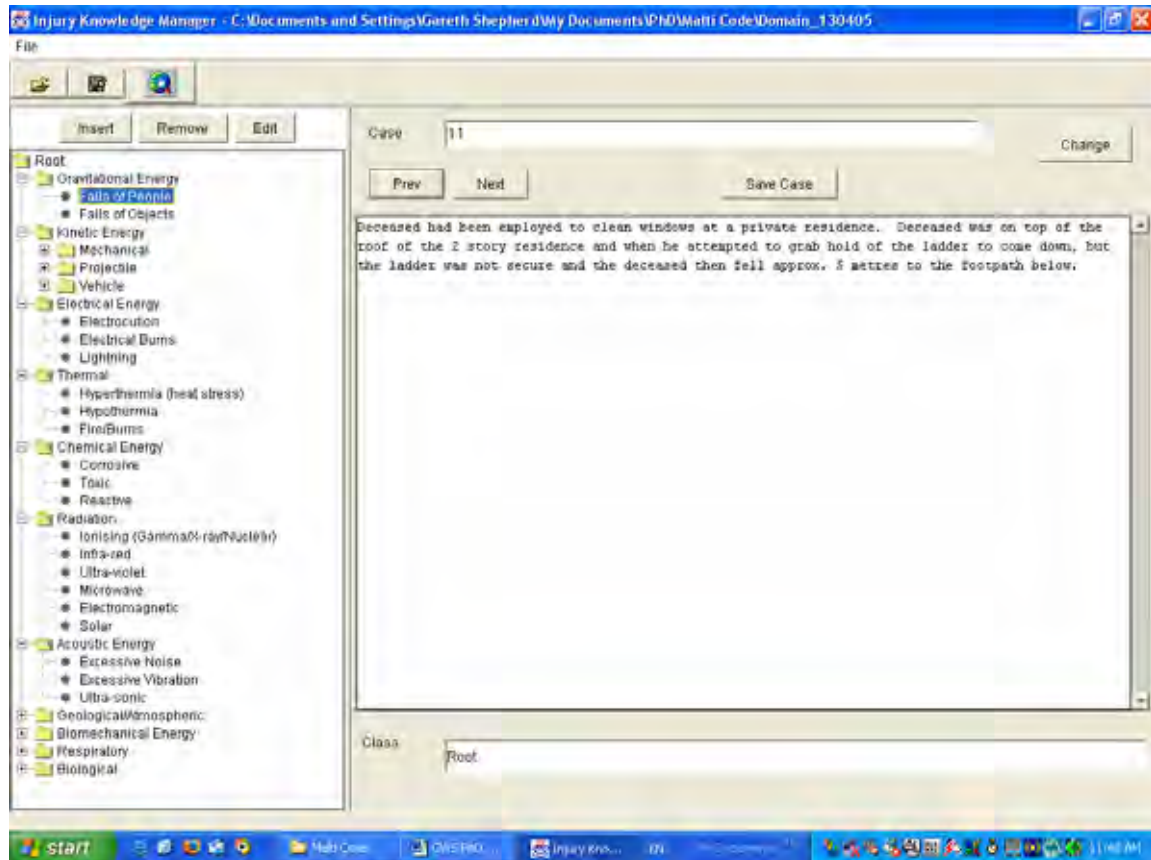 Injury Knowledge Manager - C:\Documents and Settings\Gareth Shepherd\My Documents\PhD\Matti Code\Domain_130405
File
Insert Remove Edit
Case 11
Change
Prev Next Save Case
Root
Gravitational Energy
Falls of People
Falls of Objects
Kinetic Energy
Mechanical
Projectile
Vehicle
Electrical Energy
Electrocution
Electrical Burns
Lightning
Thermal
Hyperthermia (heat stress)
Hypothermia
Fire/Burns
Chemical Energy
Corrosive
Toxic
Reactive
Radiation
Ionising (Gamma/X-ray/Nuclear)
Infra-red
Ultra-violet
Microwave
Electromagnetic
Solar
Acoustic Energy
Excessive Noise
Excessive Vibration
Ultra-sonic
Geological/Atmospheric
Biomechanical Energy
Respiratory
Biological
Deceased had been employed to clean windows at a private residence. Deceased was on top of the
roof of the 2 story residence and when he attempted to grab hold of the ladder to come down, but
the ladder was not secure and the deceased then fell approx. 5 metres to the footpath below.
Class Root
start
Injury Kno...
EN
11:40 AM